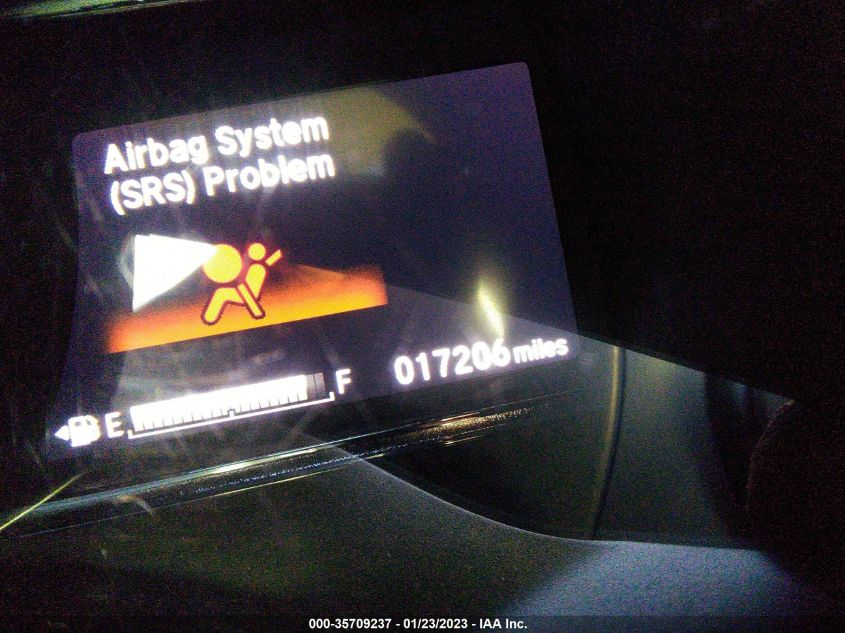 Airbag System
(SRS) Problem
017206 miles
E F
000-35709237 - 01/23/2023 - IAA Inc.